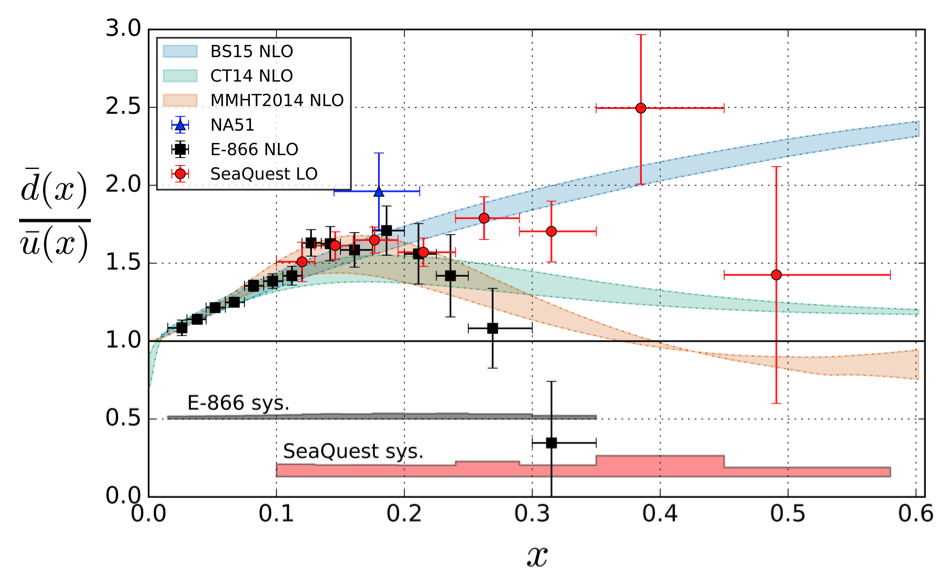 3.0
2.5
2.0
1.5
1.0
0.5
0.0
d̄(x)
ū(x)
BS15 NLO
CT14 NLO
MMHT2014 NLO
NA51
E-866 NLO
SeaQuest LO
E-866 sys.
SeaQuest sys.
0.0 0.1 0.2 0.3 0.4 0.5 0.6
x